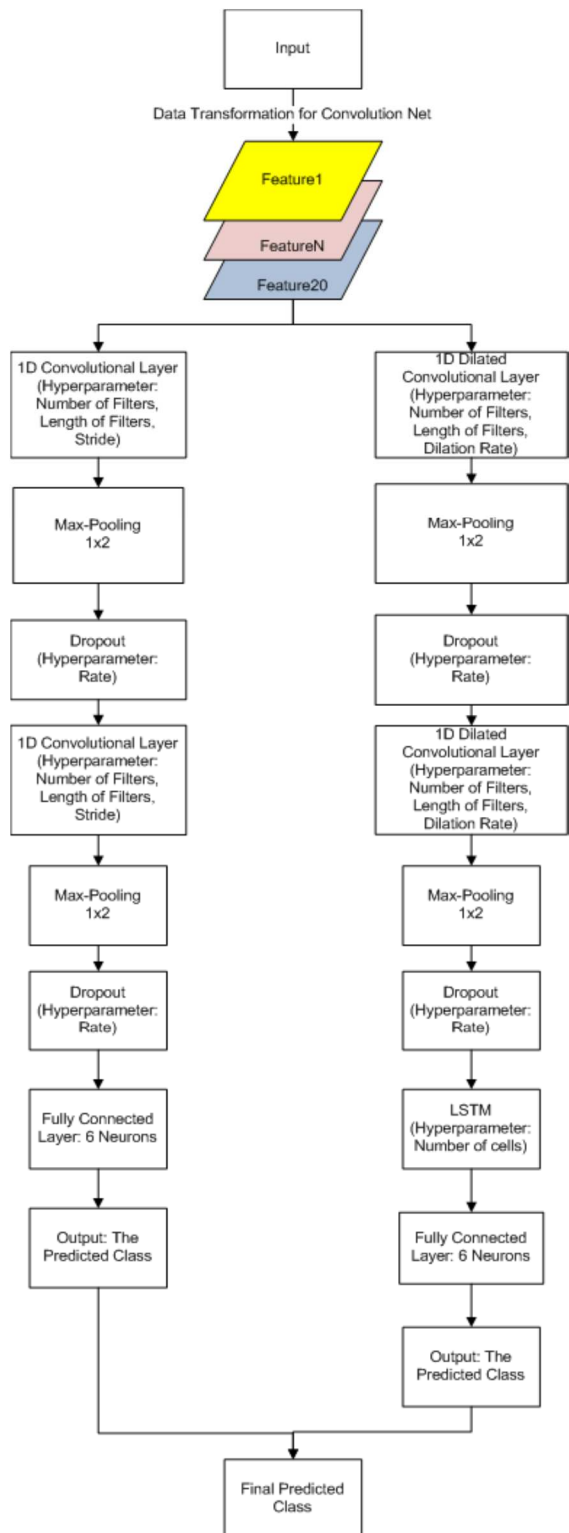 Input
Data Transformation for Convolution Net
Feature1
FeatureN
Feature20
1D Convolutional Layer
(Hyperparameter:
Number of Filters,
Length of Filters,
Stride)
Max-Pooling
1x2
Dropout
(Hyperparameter:
Rate)
1D Convolutional Layer
(Hyperparameter:
Number of Filters,
Length of Filters,
Stride)
Max-Pooling
1x2
Dropout
(Hyperparameter:
Rate)
Fully Connected
Layer: 6 Neurons
Output: The
Predicted Class
1D Dilated
Convolutional Layer
(Hyperparameter:
Number of Filters,
Length of Filters,
Dilation Rate)
Max-Pooling
1x2
Dropout
(Hyperparameter:
Rate)
1D Dilated
Convolutional Layer
(Hyperparameter:
Number of Filters,
Length of Filters,
Dilation Rate)
Max-Pooling
1x2
Dropout
(Hyperparameter:
Rate)
LSTM
(Hyperparameter:
Number of cells)
Fully Connected
Layer: 6 Neurons
Output: The
Predicted Class
Final Predicted
Class